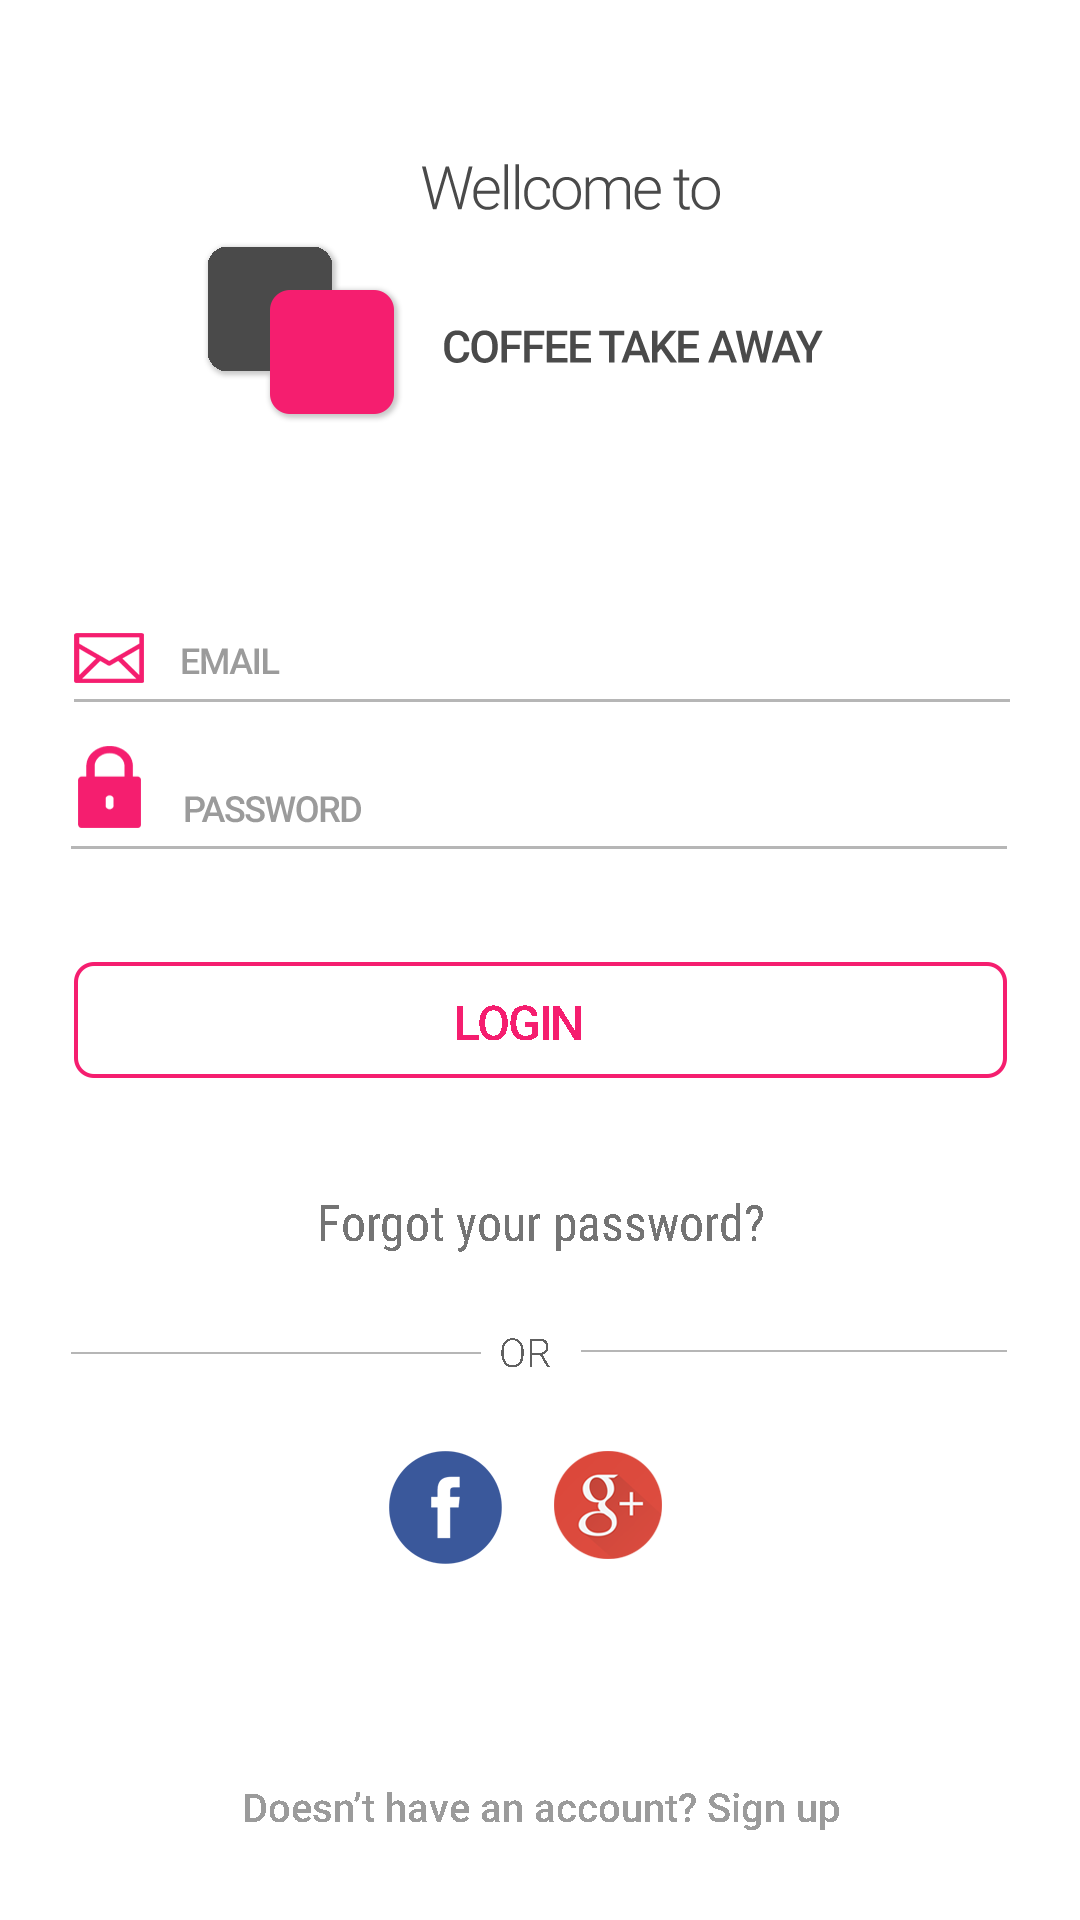 Wellcome to
COFFEE TAKE AWAY
EMAIL
PASSWORD
LOGIN
Forgot your password?
OR
f
g+
Doesn’t have an account? Sign up